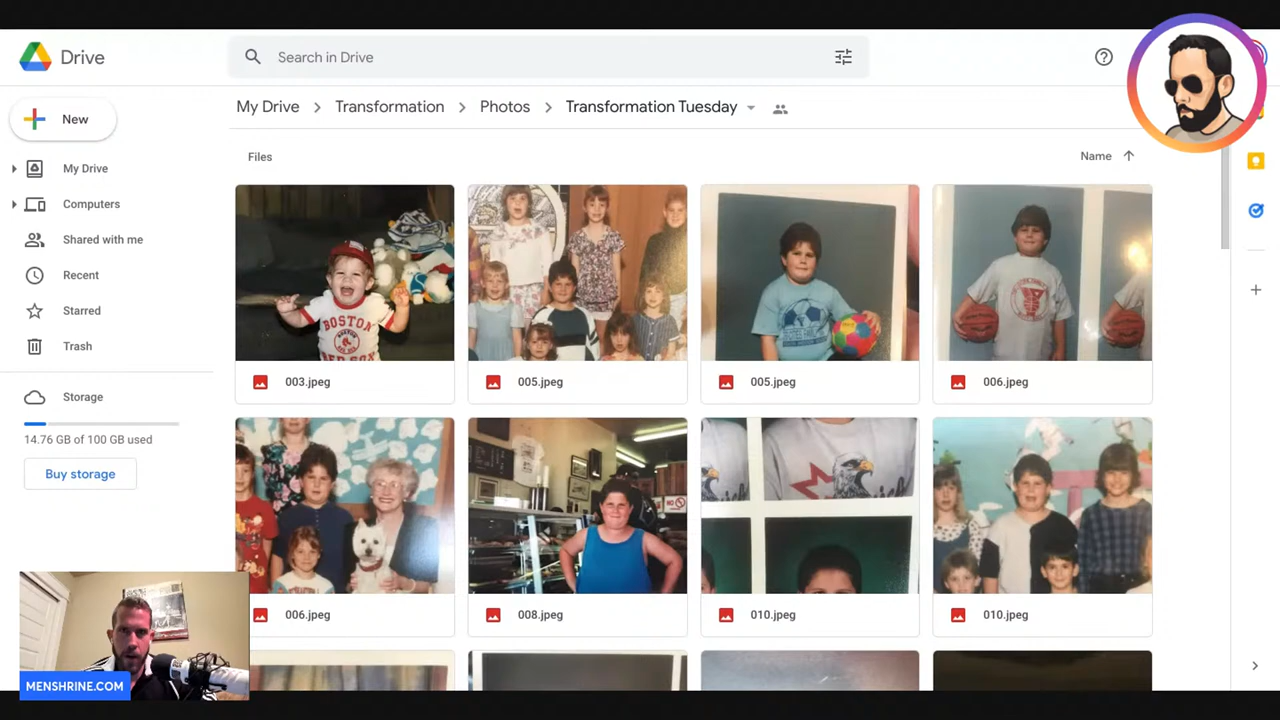 Drive
Search in Drive
New
My Drive
Transformation
Photos
Transformation Tuesday
My Drive
Computers
Shared with me
Recent
Starred
Trash
Storage
14.76 GB of 100 GB used
Buy storage
Files
Name
BOSTON
RED SOX
003.jpeg
005.jpeg
005.jpeg
006.jpeg
NO
006.jpeg
008.jpeg
010.jpeg
010.jpeg
MENSHRINE.COM